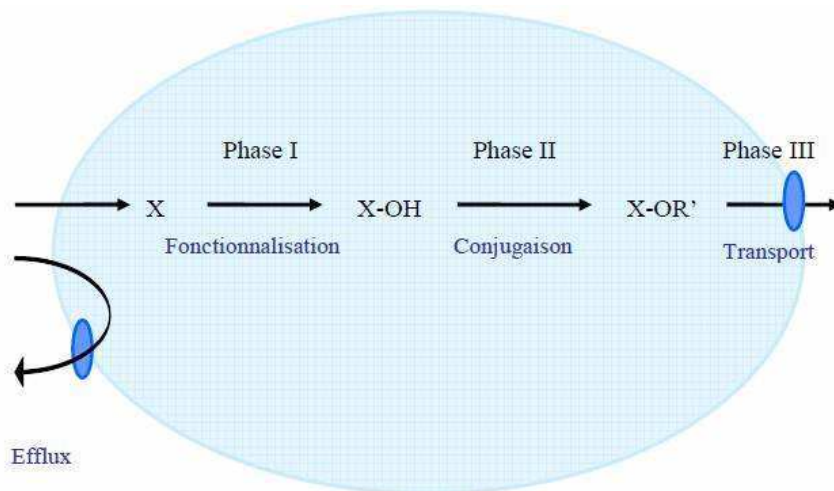 Phase I
Phase II
Phase III
X
X-OH
X-OR’
Fonctionnalisation
Conjugaison
Transport
Efflux